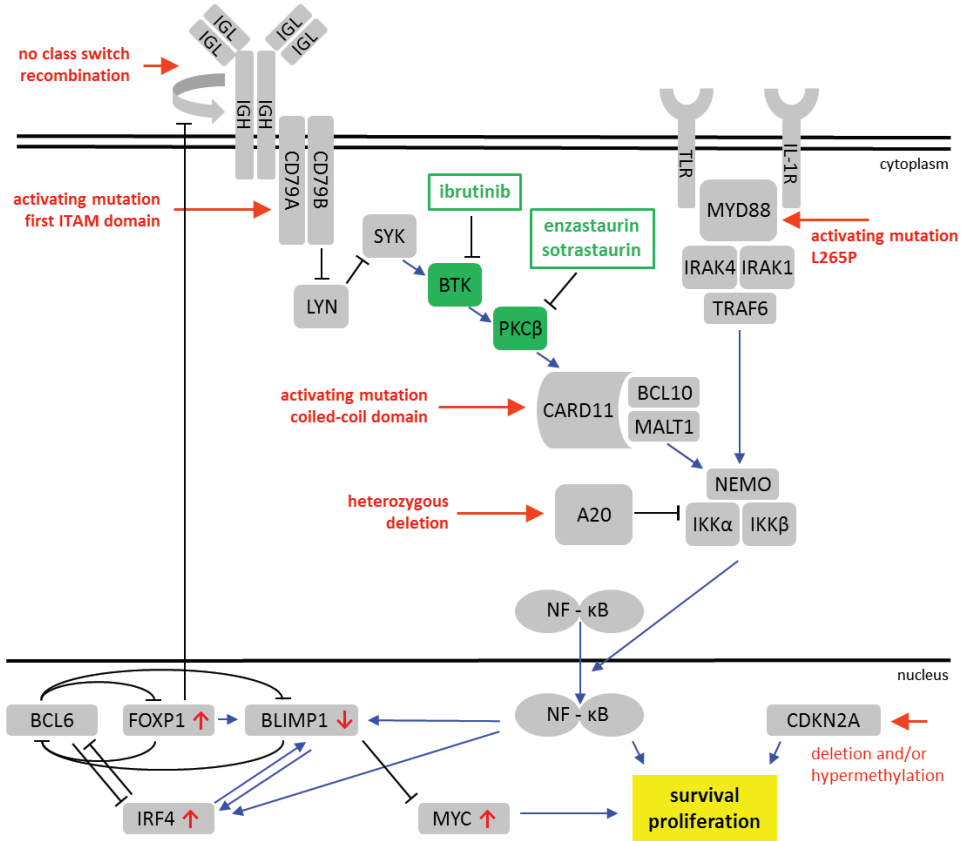 IGL
IGL
IGL
IGL
no class switch
recombination
IGH
IGH
TLR
IL-1R
cytoplasm
CD79A
CD79B
activating mutation
first ITAM domain
ibrutinib
enzastaurin
sotrastaurin
MYD88
activating mutation
L265P
SYK
BTK
IRAK4
IRAK1
LYN
PKCβ
TRAF6
activating mutation
coiled-coil domain
CARD11
BCL10
MALT1
NEMO
heterozygous
deletion
A20
IKKα
IKKβ
NF - κB
nucleus
BCL6
FOXP1
BLIMP1
NF - κB
CDKN2A
deletion and/or
hypermethylation
survival
proliferation
IRF4
MYC